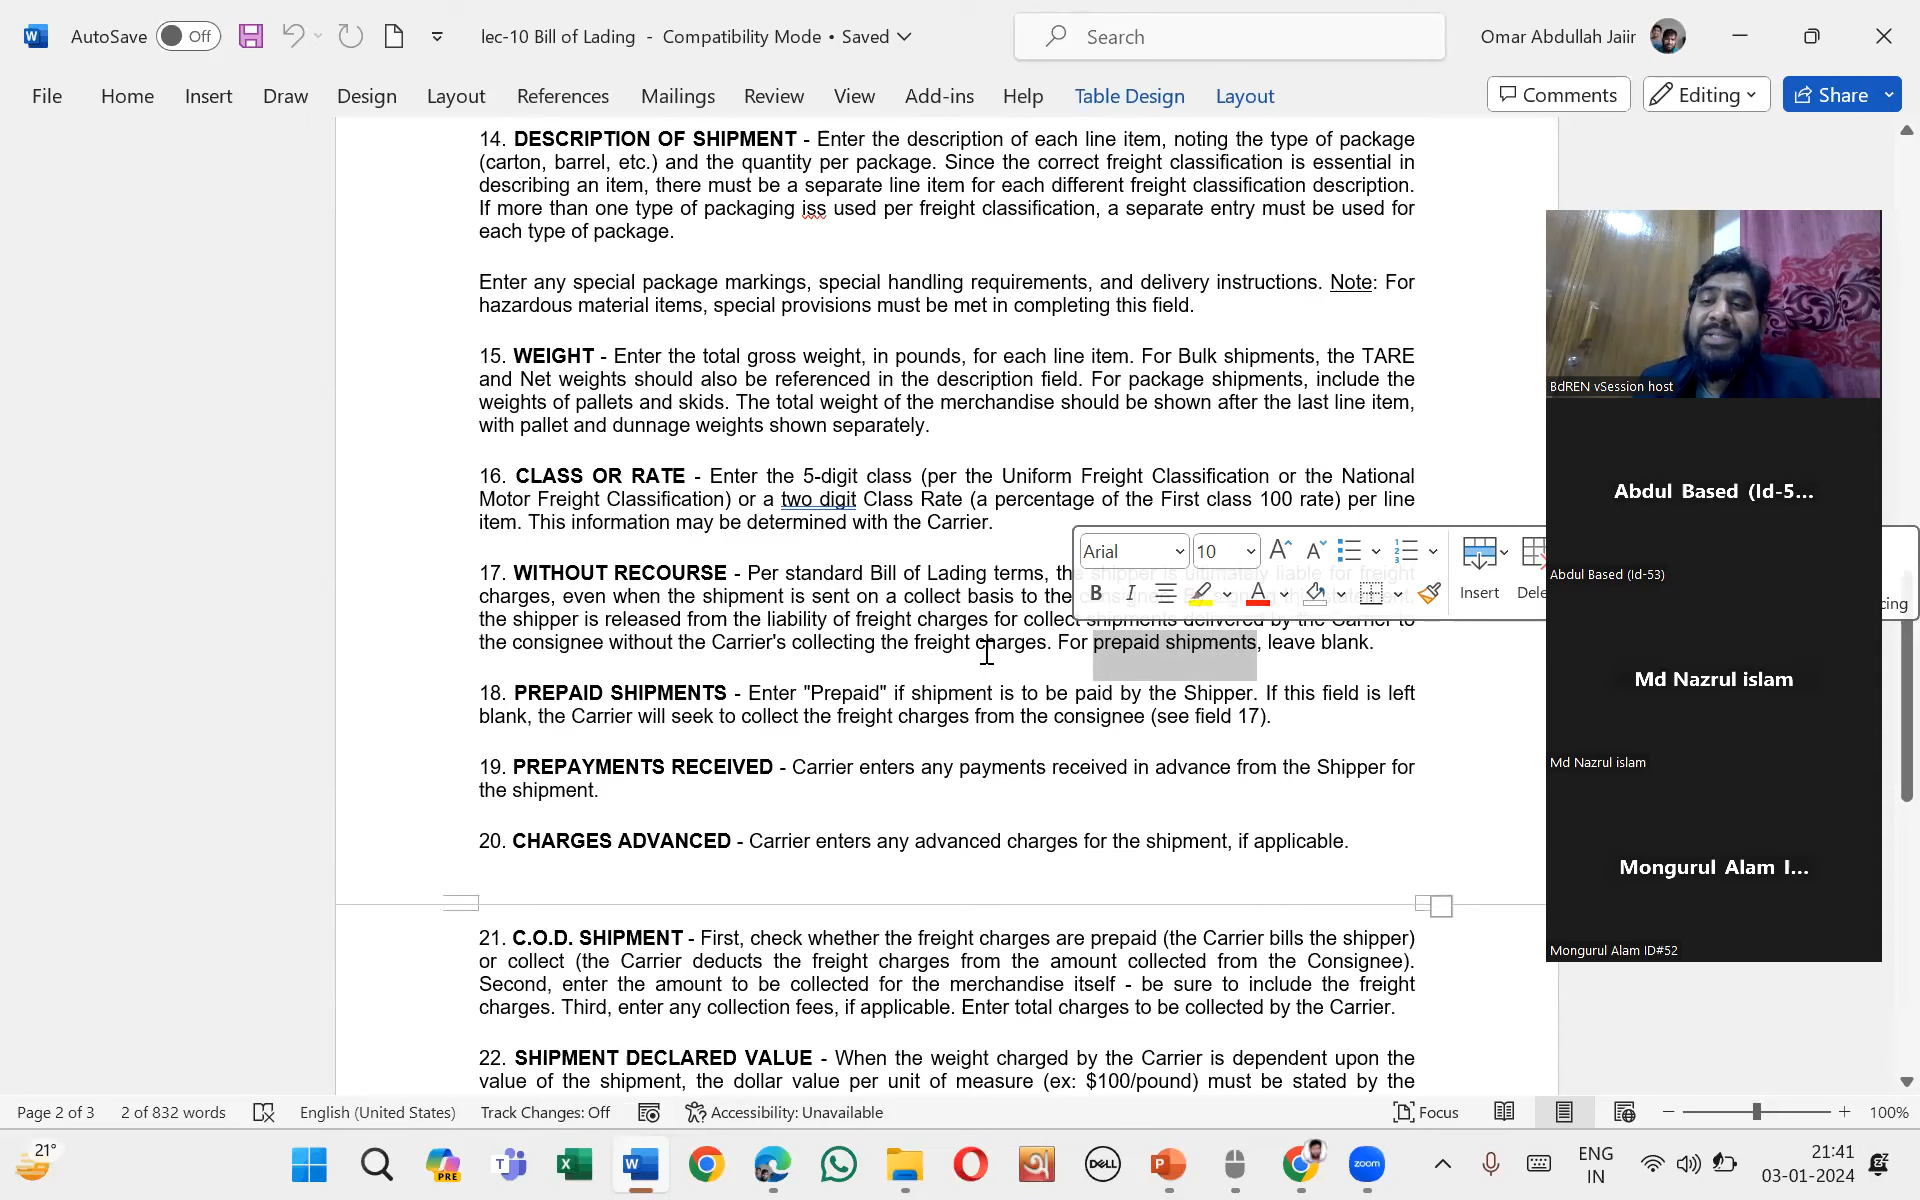 AutoSave Off lec-10 Bill of Lading - Compatibility Mode • Saved Search Omar Abdullah Jaiir
File Home Insert Draw Design Layout References Mailings Review View Add-ins Help Table Design Layout Comments Editing Share
14. DESCRIPTION OF SHIPMENT - Enter the description of each line item, noting the type of package
(carton, barrel, etc.) and the quantity per package. Since the correct freight classification is essential in
describing an item, there must be a separate line item for each different freight classification description.
If more than one type of packaging iss used per freight classification, a separate entry must be used for
each type of package.
Enter any special package markings, special handling requirements, and delivery instructions. Note: For
hazardous material items, special provisions must be met in completing this field.
15. WEIGHT - Enter the total gross weight, in pounds, for each line item. For Bulk shipments, the TARE
and Net weights should also be referenced in the description field. For package shipments, include the
weights of pallets and skids. The total weight of the merchandise should be shown after the last line item,
with pallet and dunnage weights shown separately.
16. CLASS OR RATE - Enter the 5-digit class (per the Uniform Freight Classification or the National
Motor Freight Classification) or a two digit Class Rate (a percentage of the First class 100 rate) per line
item. This information may be determined with the Carrier.
17. WITHOUT RECOURSE - Per standard Bill of Lading terms, the shipper is ultimately liable for freight
charges, even when the shipment is sent on a collect basis to the consignee. By signing this statement,
the shipper is released from the liability of freight charges for collect shipments delivered by the Carrier to
the consignee without the Carrier's collecting the freight charges. For prepaid shipments, leave blank.
18. PREPAID SHIPMENTS - Enter "Prepaid" if shipment is to be paid by the Shipper. If this field is left
blank, the Carrier will seek to collect the freight charges from the consignee (see field 17).
19. PREPAYMENTS RECEIVED - Carrier enters any payments received in advance from the Shipper for
the shipment.
20. CHARGES ADVANCED - Carrier enters any advanced charges for the shipment, if applicable.
21. C.O.D. SHIPMENT - First, check whether the freight charges are prepaid (the Carrier bills the shipper)
or collect (the Carrier deducts the freight charges from the amount collected from the Consignee).
Second, enter the amount to be collected for the merchandise itself - be sure to include the freight
charges. Third, enter any collection fees, if applicable. Enter total charges to be collected by the Carrier.
22. SHIPMENT DECLARED VALUE - When the weight charged by the Carrier is dependent upon the
value of the shipment, the dollar value per unit of measure (ex: $100/pound) must be stated by the
Arial 10
B I A Insert Dele
cing
BdREN vSession host
Abdul Based (Id-5...
Abdul Based (Id-53)
Md Nazrul islam
Md Nazrul islam
Mongurul Alam I...
Mongurul Alam ID#52
Page 2 of 3 2 of 832 words English (United States) Track Changes: Off Accessibility: Unavailable Focus 100%
21° PRE DELL zoom ENG
IN
21:41
03-01-2024